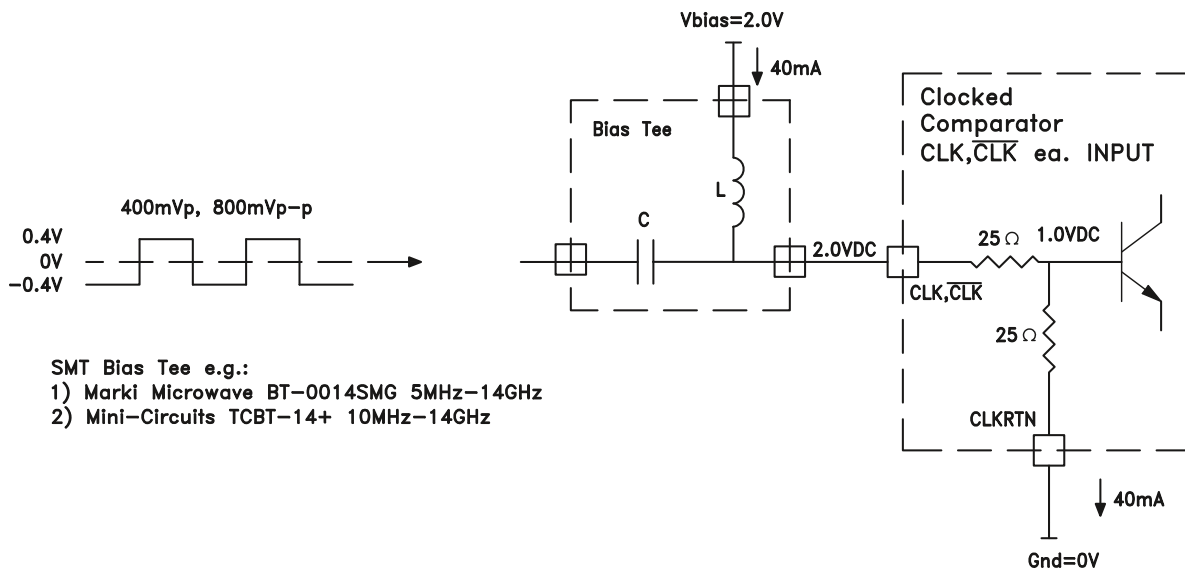 Vbias=2.0V
40mA
Bias Tee
Clocked
Comparator
CLK,C̅L̅K̅ ea. INPUT
L
C
400mVp, 800mVp-p
0.4V
0V
-0.4V
2.0VDC
25Ω
1.0VDC
CLK,C̅L̅K̅
25Ω
SMT Bias Tee e.g.:
1) Marki Microwave BT-0014SMG 5MHz-14GHz
2) Mini-Circuits TCBT-14+ 10MHz-14GHz
CLKRTN
40mA
Gnd=0V